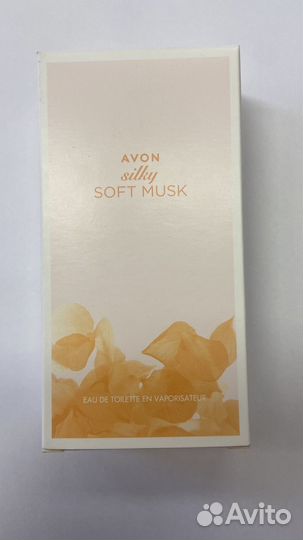 AVON
silky
SOFT MUSK
EAU DE TOILETTE EN VAPORISATEUR
Avito